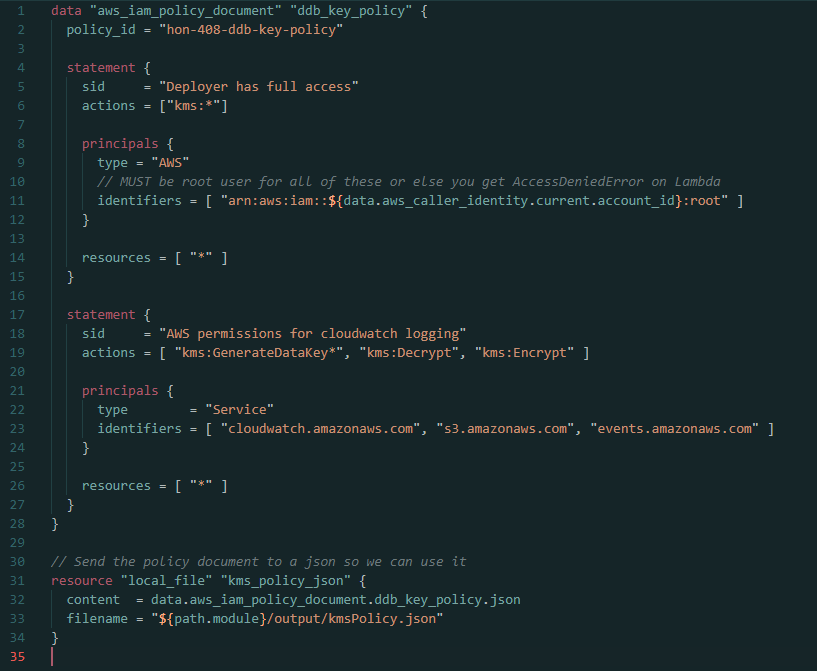 1 data "aws_iam_policy_document" "ddb_key_policy" {
2   policy_id = "hon-408-ddb-key-policy"
3
4   statement {
5     sid     = "Deployer has full access"
6     actions = ["kms:*"]
7
8     principals {
9       type = "AWS"
10       // MUST be root user for all of these or else you get AccessDeniedError on Lambda
11       identifiers = [ "arn:aws:iam::${data.aws_caller_identity.current.account_id}:root" ]
12     }
13
14     resources = [ "*" ]
15   }
16
17   statement {
18     sid     = "AWS permissions for cloudwatch logging"
19     actions = [ "kms:GenerateDataKey*", "kms:Decrypt", "kms:Encrypt" ]
20
21     principals {
22       type        = "Service"
23       identifiers = [ "cloudwatch.amazonaws.com", "s3.amazonaws.com", "events.amazonaws.com" ]
24     }
25
26     resources = [ "*" ]
27   }
28 }
29
30 // Send the policy document to a json so we can use it
31 resource "local_file" "kms_policy_json" {
32   content  = data.aws_iam_policy_document.ddb_key_policy.json
33   filename = "${path.module}/output/kmsPolicy.json"
34 }
35